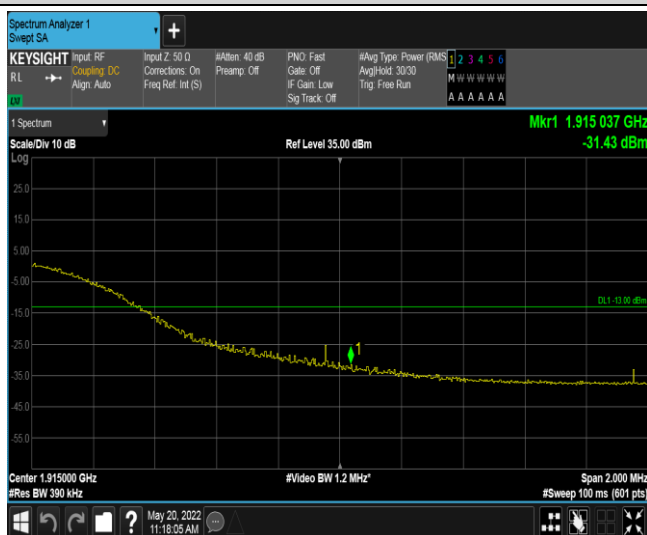 Spectrum Analyzer 1
Swept SA
+
KEYSIGHT Input: RF Input Z: 50 Ω #Atten: 40 dB PNO: Fast #Avg Type: Power (RMS 1 2 3 4 5 6
RL Coupling: DC Corrections: On Preamp: Off Gate: Off Avg|Hold: 30/30 M W W W W W
Align: Auto Freq Ref: Int (S) IF Gain: Low Trig: Free Run
Sig Track: Off A A A A A A
1 Spectrum
Mkr1 1.915 037 GHz
Scale/Div 10 dB Ref Level 35.00 dBm -31.43 dBm
Log
25.0
15.0
5.00
-5.00
DL1 -13.00 dBm
-15.0
-25.0
1
-35.0
-45.0
-55.0
Center 1.915000 GHz #Video BW 1.2 MHz* Span 2.000 MHz
#Res BW 390 kHz #Sweep 100 ms (601 pts)
? May 20, 2022
11:18:05 AM